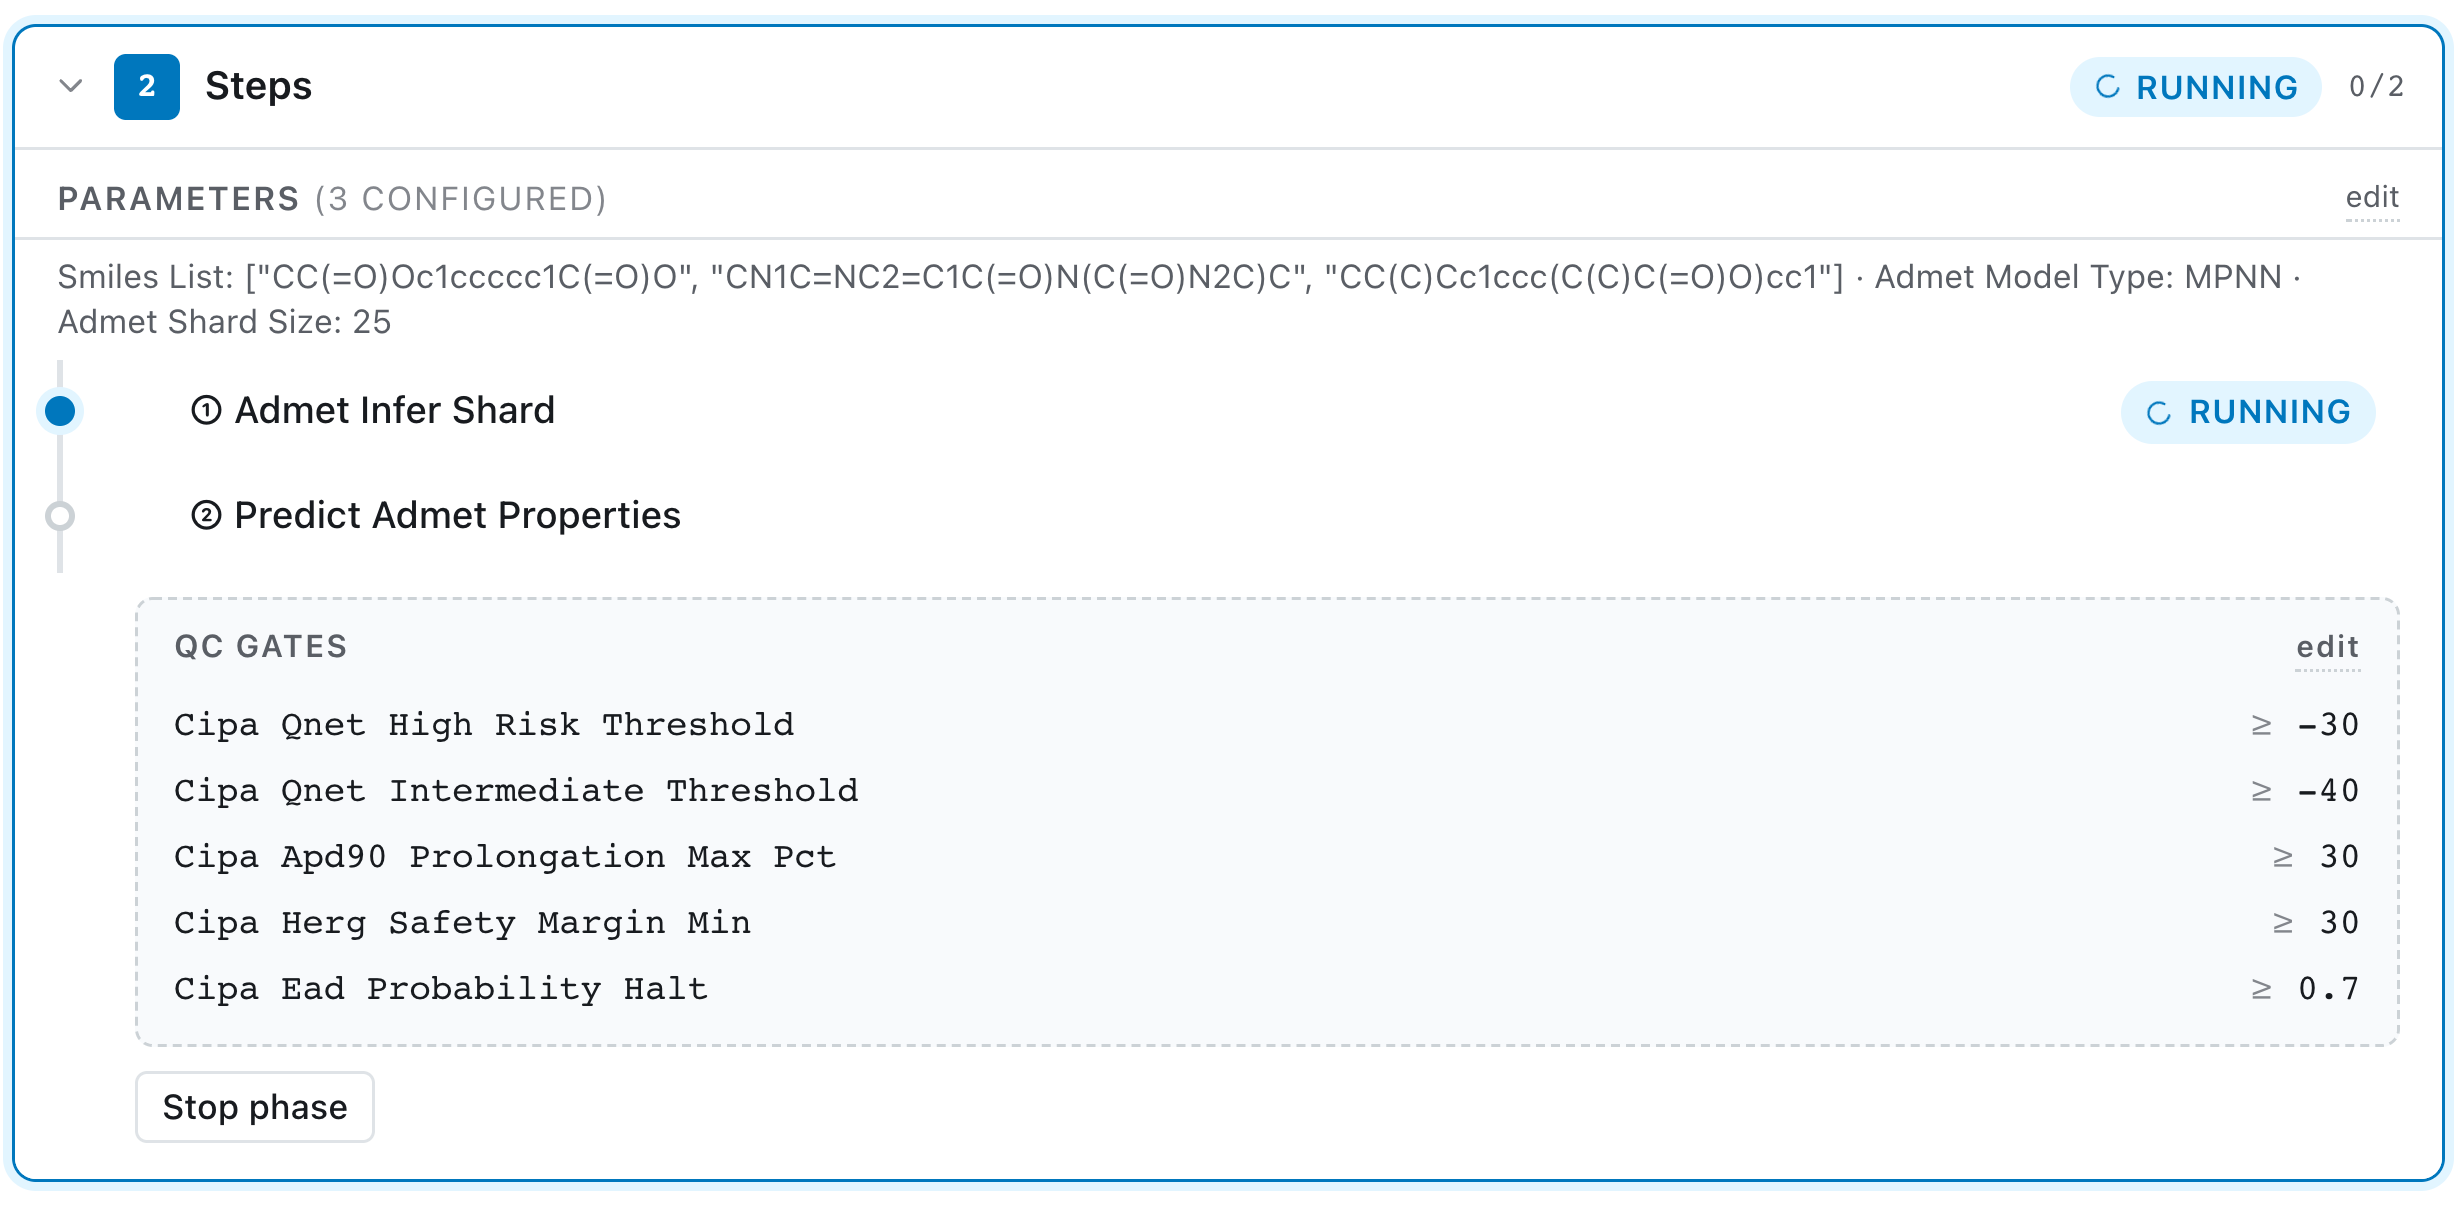 2 Steps RUNNING 0/2
PARAMETERS (3 CONFIGURED) edit
Smiles List: ["CC(=O)Oc1ccccc1C(=O)O", "CN1C=NC2=C1C(=O)N(C(=O)N2C)C", "CC(C)Cc1ccc(C(C)C(=O)O)cc1"] · Admet Model Type: MPNN ·
Admet Shard Size: 25
① Admet Infer Shard RUNNING
② Predict Admet Properties
QC GATES edit
Cipa Qnet High Risk Threshold ≥ −30
Cipa Qnet Intermediate Threshold ≥ −40
Cipa Apd90 Prolongation Max Pct ≥ 30
Cipa Herg Safety Margin Min ≥ 30
Cipa Ead Probability Halt ≥ 0.7
Stop phase